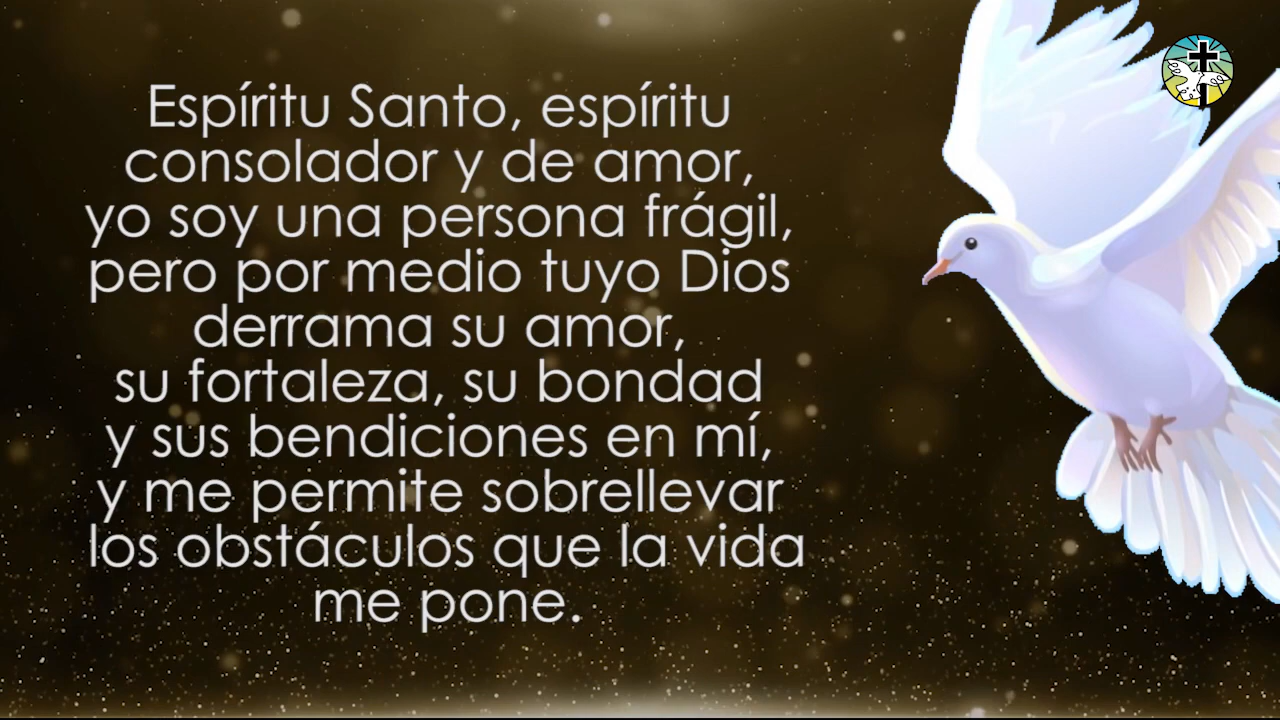 Espíritu Santo, espíritu
consolador y de amor,
yo soy una persona frágil,
pero por medio tuyo Dios
derrama su amor,
su fortaleza, su bondad
y sus bendiciones en mí,
y me permite sobrellevar
los obstáculos que la vida
me pone.